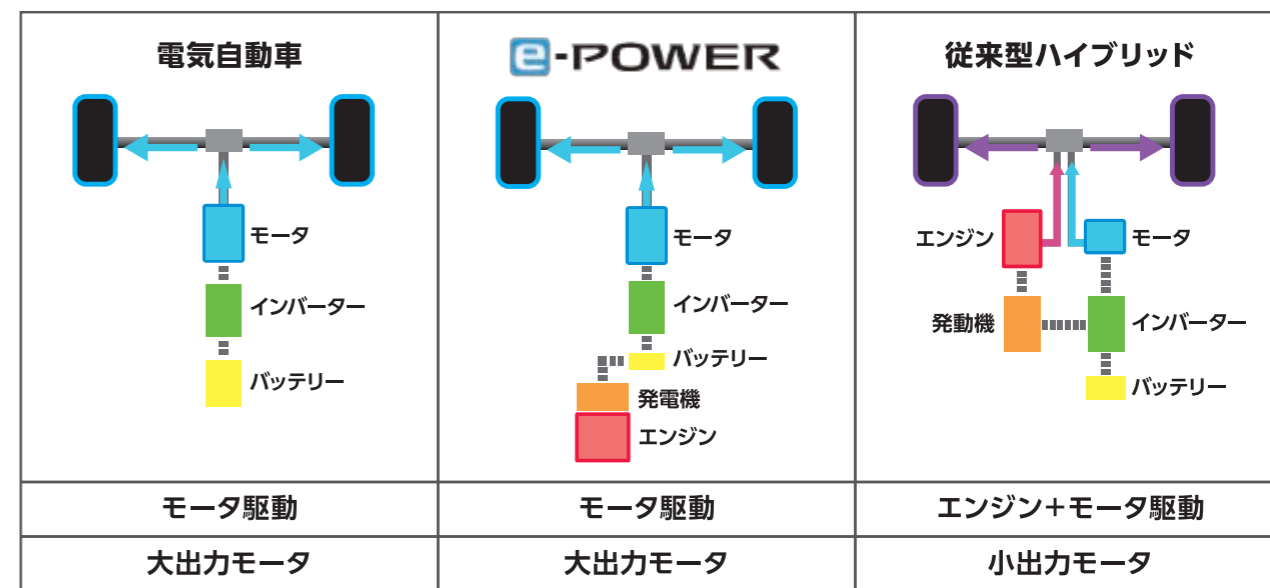 電気自動車
モータ
インバーター
バッテリー
モータ駆動
大出力モータ
e-POWER
モータ
インバーター
バッテリー
発電機
エンジン
モータ駆動
大出力モータ
従来型ハイブリッド
エンジン
モータ
発動機
インバーター
バッテリー
エンジン＋モータ駆動
小出力モータ